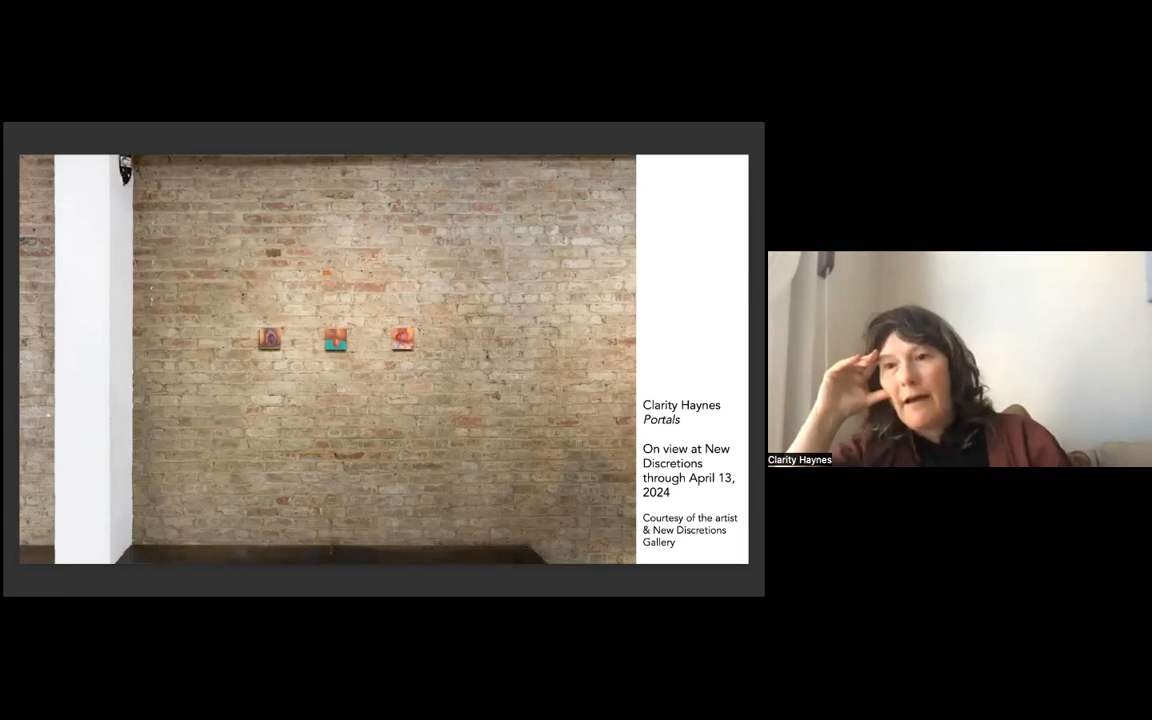 Clarity Haynes
Portals
On view at New
Discretions
through April 13,
2024
Courtesy of the artist
& New Discretions
Gallery
Clarity Haynes